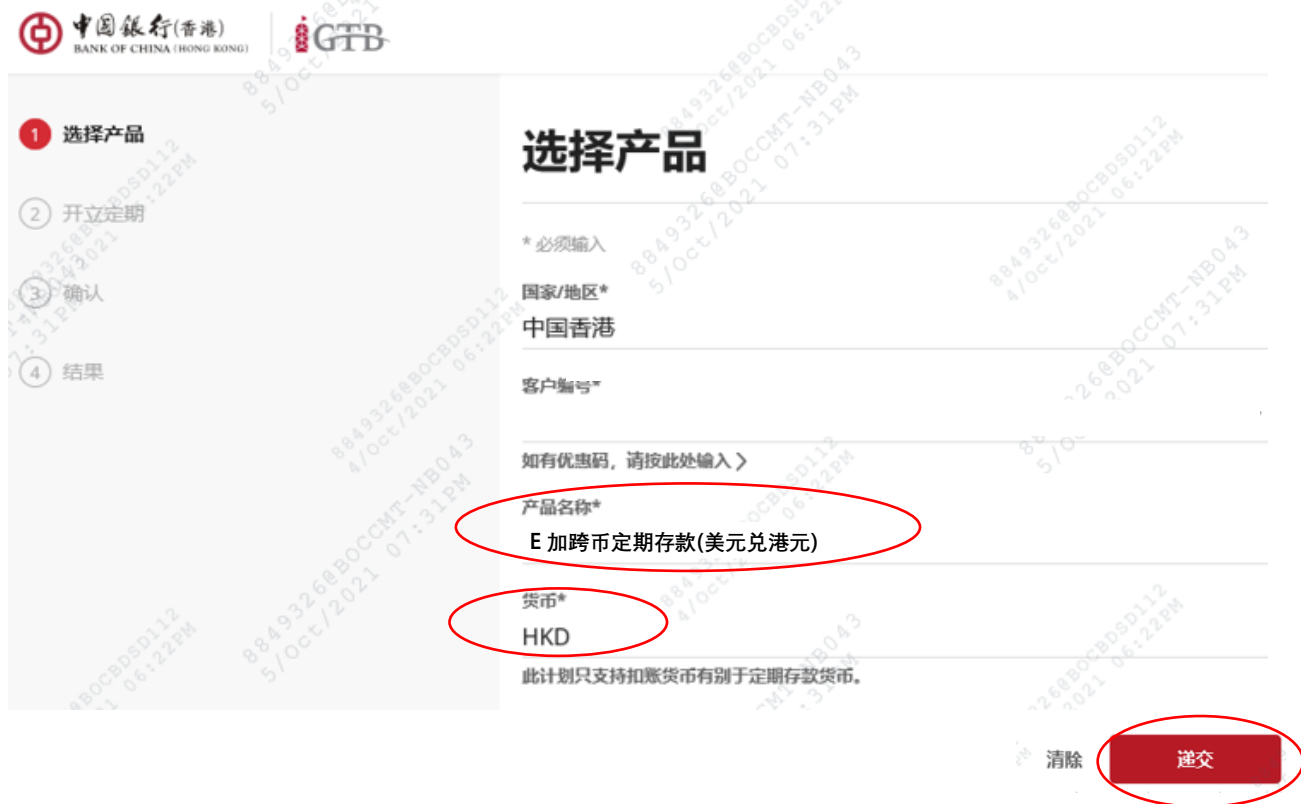 中国银行(香港)
BANK OF CHINA (HONG KONG)
iGTB
1 选择产品
2 开立定期
3 确认
4 结果
选择产品
* 必须输入
国家/地区*
中国香港
客户编号*
如有优惠码，请按此处输入 >
产品名称*
E 加跨币定期存款(美元兑港元)
货币*
HKD
此计划只支持扣账货币有别于定期存款货币。
清除
递交